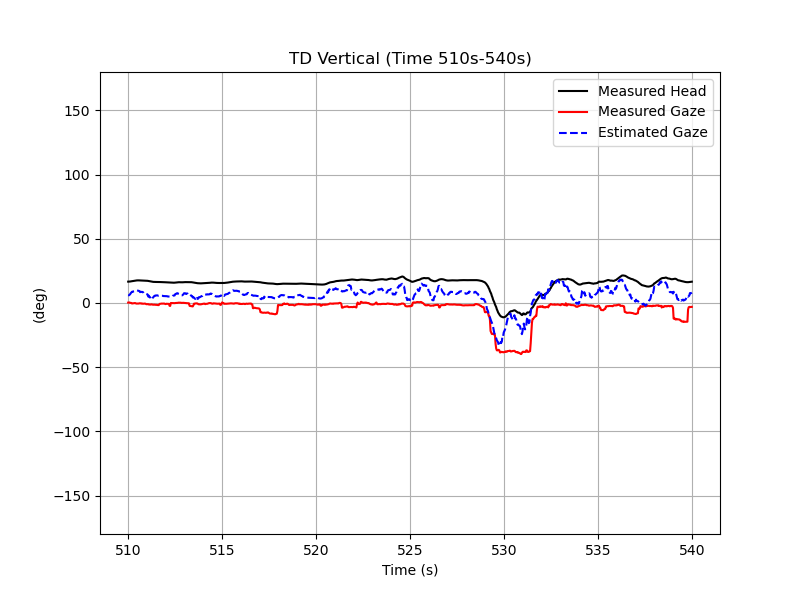 TD Vertical (Time 510s-540s)
Measured Head
Measured Gaze
Estimated Gaze
150
100
50
0
−50
−100
−150
(deg)
510
515
520
525
530
535
540
Time (s)